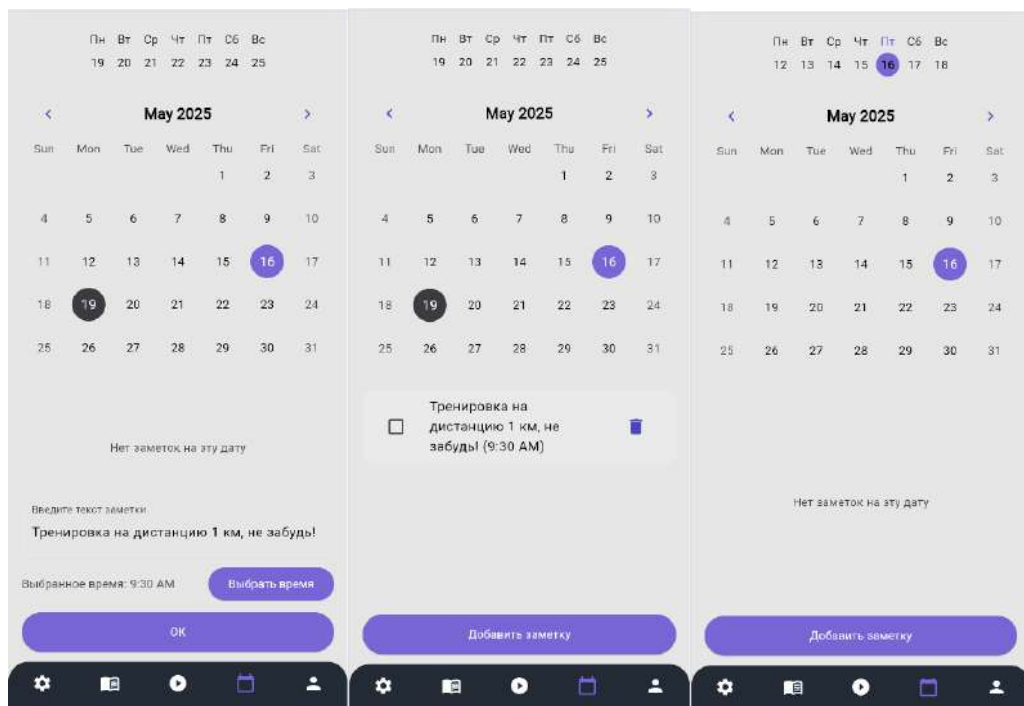 Пн Вт Ср Чт Пт Сб Вс
19 20 21 22 23 24 25
May 2025
Sun Mon Tue Wed Thu Fri Sat
1 2 3
4 5 6 7 8 9 10
11 12 13 14 15 16 17
18 19 20 21 22 23 24
25 26 27 28 29 30 31
Нет заметок на эту дату
Введите текст заметки
Тренировка на дистанцию 1 км, не забудь!
Выбранное время: 9:30 AM
Выбрать время
ОК
Пн Вт Ср Чт Пт Сб Вс
19 20 21 22 23 24 25
May 2025
Sun Mon Tue Wed Thu Fri Sat
1 2 3
4 5 6 7 8 9 10
11 12 13 14 15 16 17
18 19 20 21 22 23 24
25 26 27 28 29 30 31
Тренировка на
дистанцию 1 км, не
забудь! (9:30 AM)
Добавить заметку
Пн Вт Ср Чт Пт Сб Вс
12 13 14 15 16 17 18
May 2025
Sun Mon Tue Wed Thu Fri Sat
1 2 3
4 5 6 7 8 9 10
11 12 13 14 15 16 17
18 19 20 21 22 23 24
25 26 27 28 29 30 31
Нет заметок на эту дату
Добавить заметку